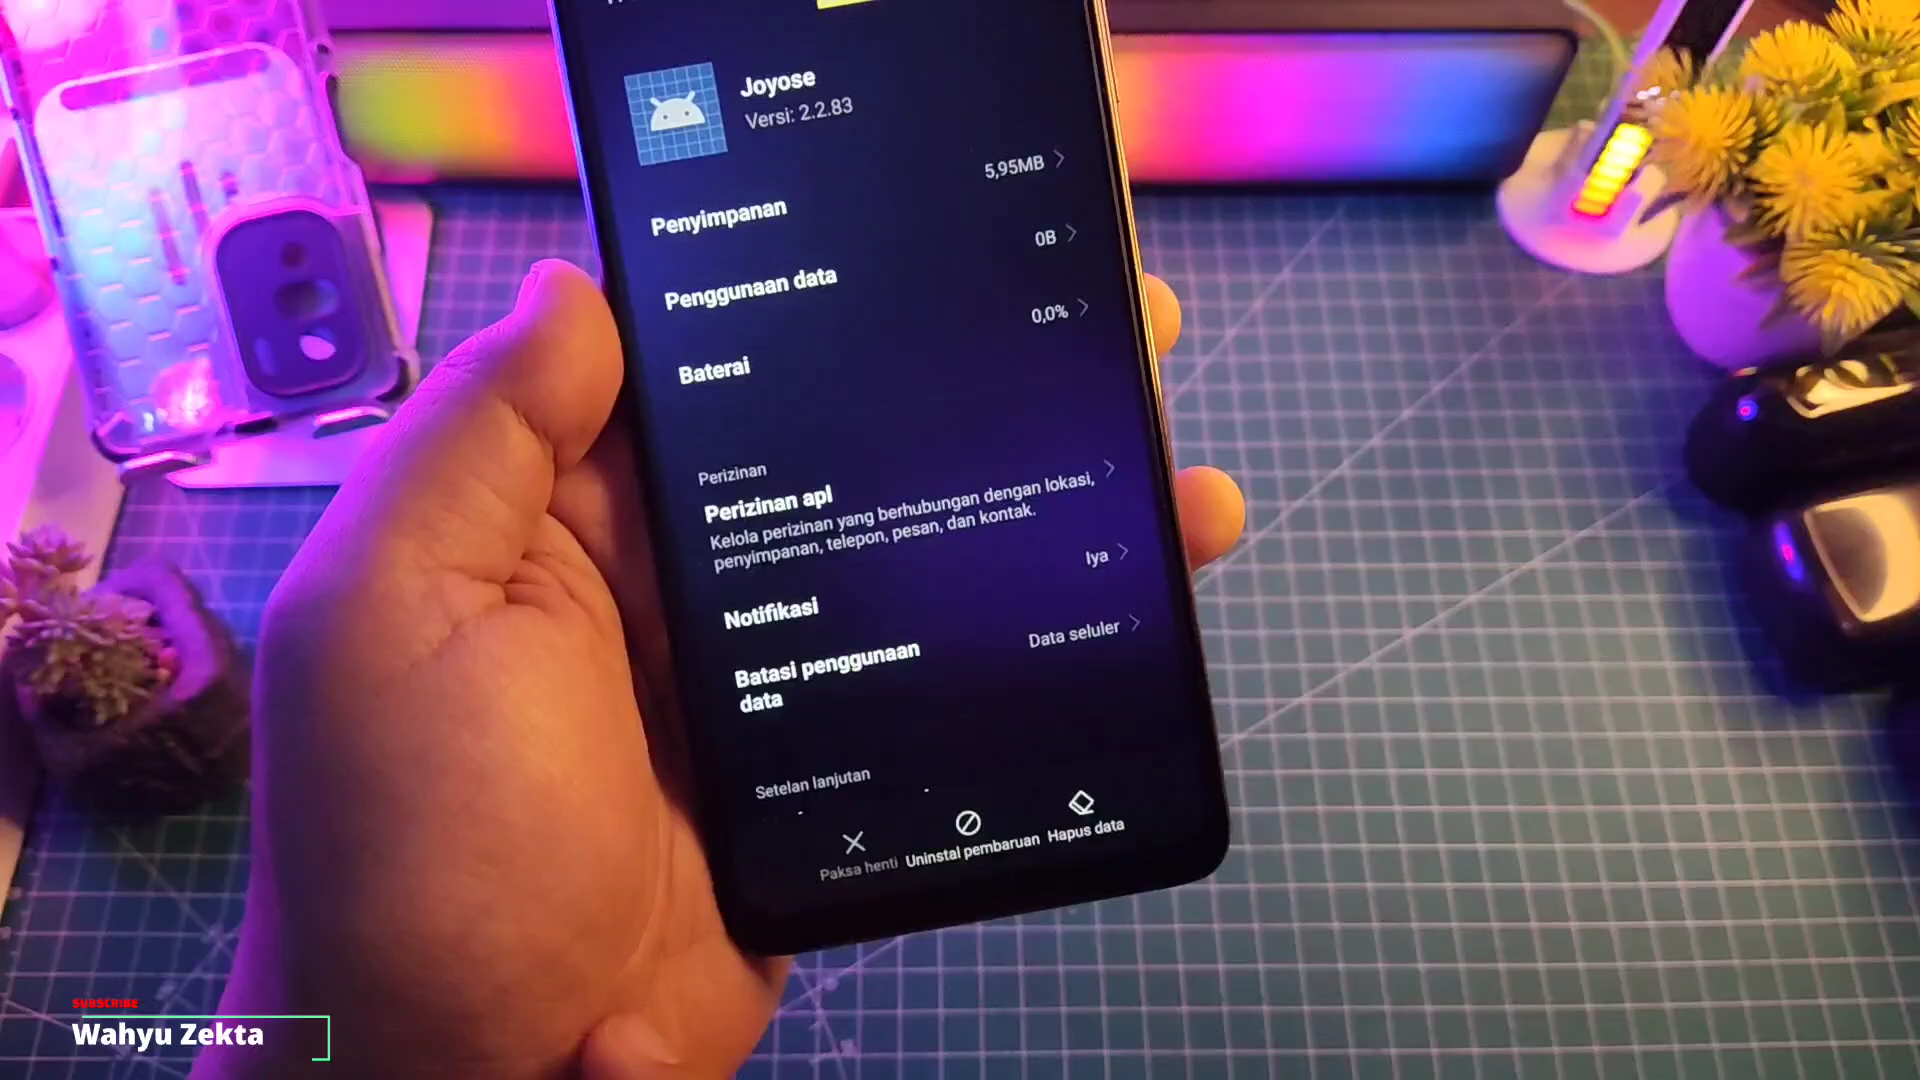 Joyose
Versi: 2.2.83
Penyimpanan
5,95MB
Penggunaan data
0B
Baterai
0,0%
Perizinan
Perizinan apl
Kelola perizinan yang berhubungan dengan lokasi,
penyimpanan, telepon, pesan, dan kontak.
Notifikasi
Iya
Batasi penggunaan
data
Data seluler
Setelan lanjutan
Paksa henti
Uninstal pembaruan
Hapus data
SUBSCRIBE
Wahyu Zekta